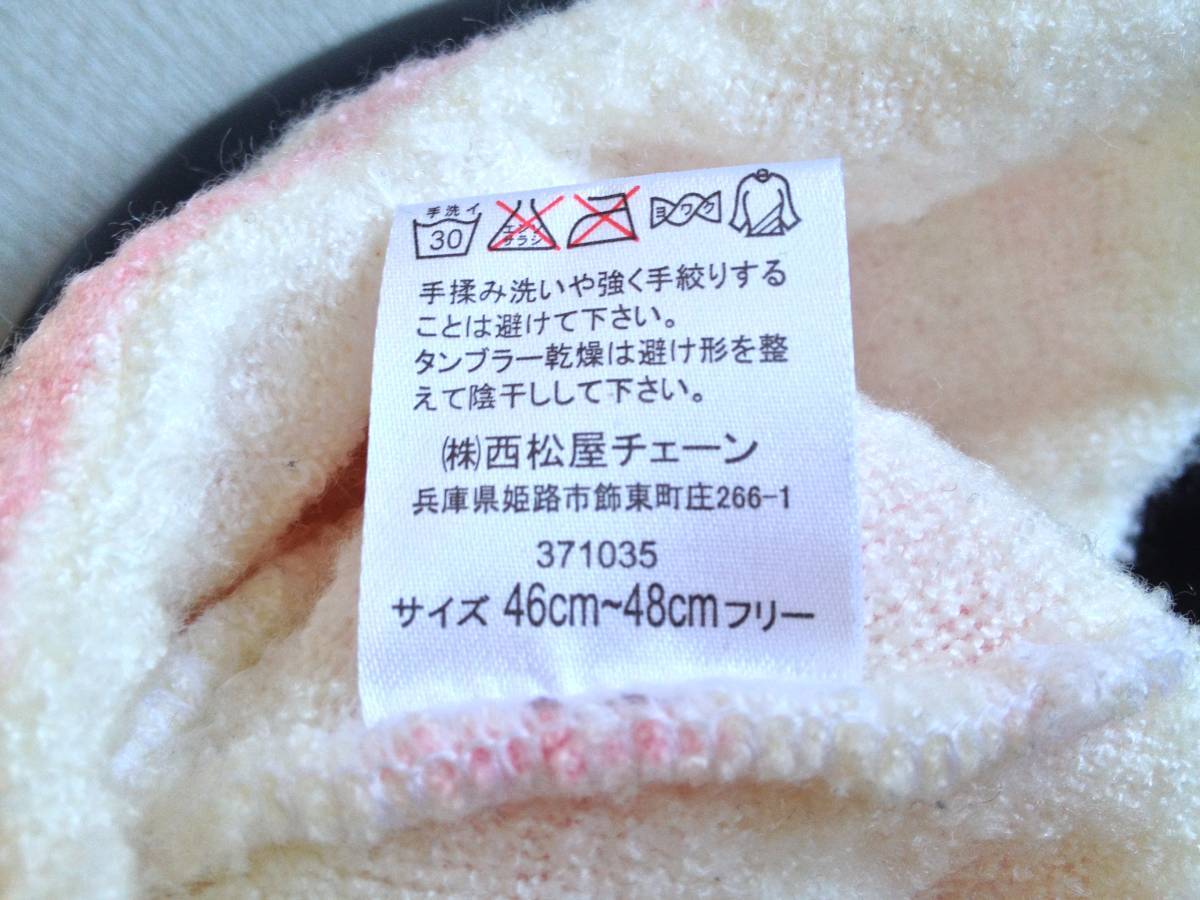 手洗イ
30
エンソ
サラシ
ヨワク
手揉み洗いや強く手絞りする
ことは避けて下さい。
タンブラー乾燥は避け形を整
えて陰干しして下さい。
㈱西松屋チェーン
兵庫県姫路市飾東町庄266-1
371035
サイズ 46cm~48cmフリー